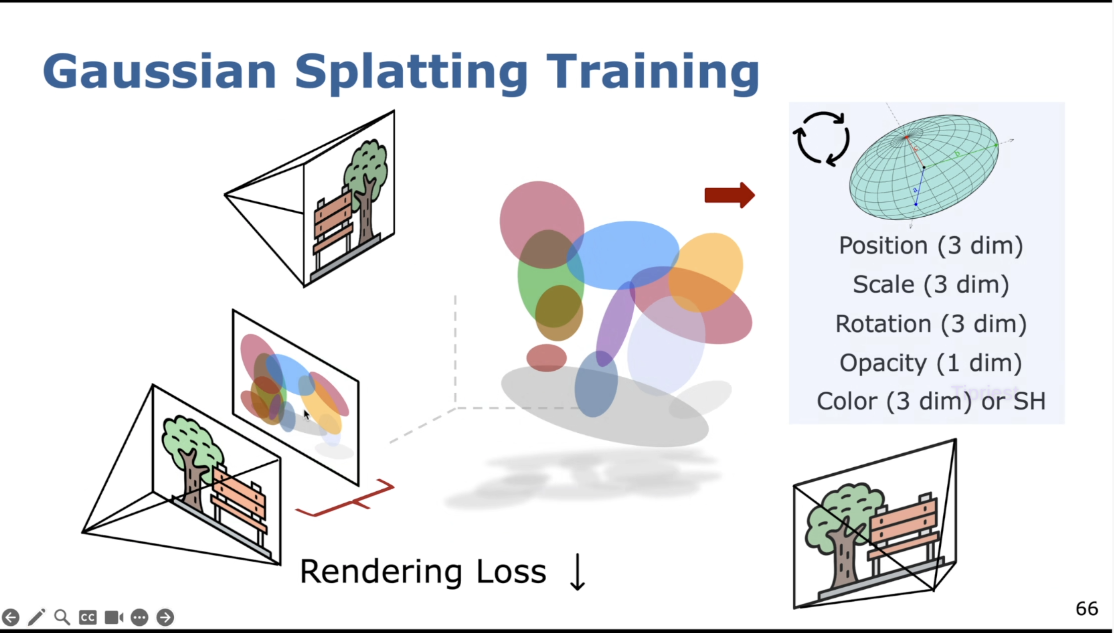 Gaussian Splatting Training
Position (3 dim)
Scale (3 dim)
Rotation (3 dim)
Opacity (1 dim)
Color (3 dim) or SH
Rendering Loss ↓
CC
66